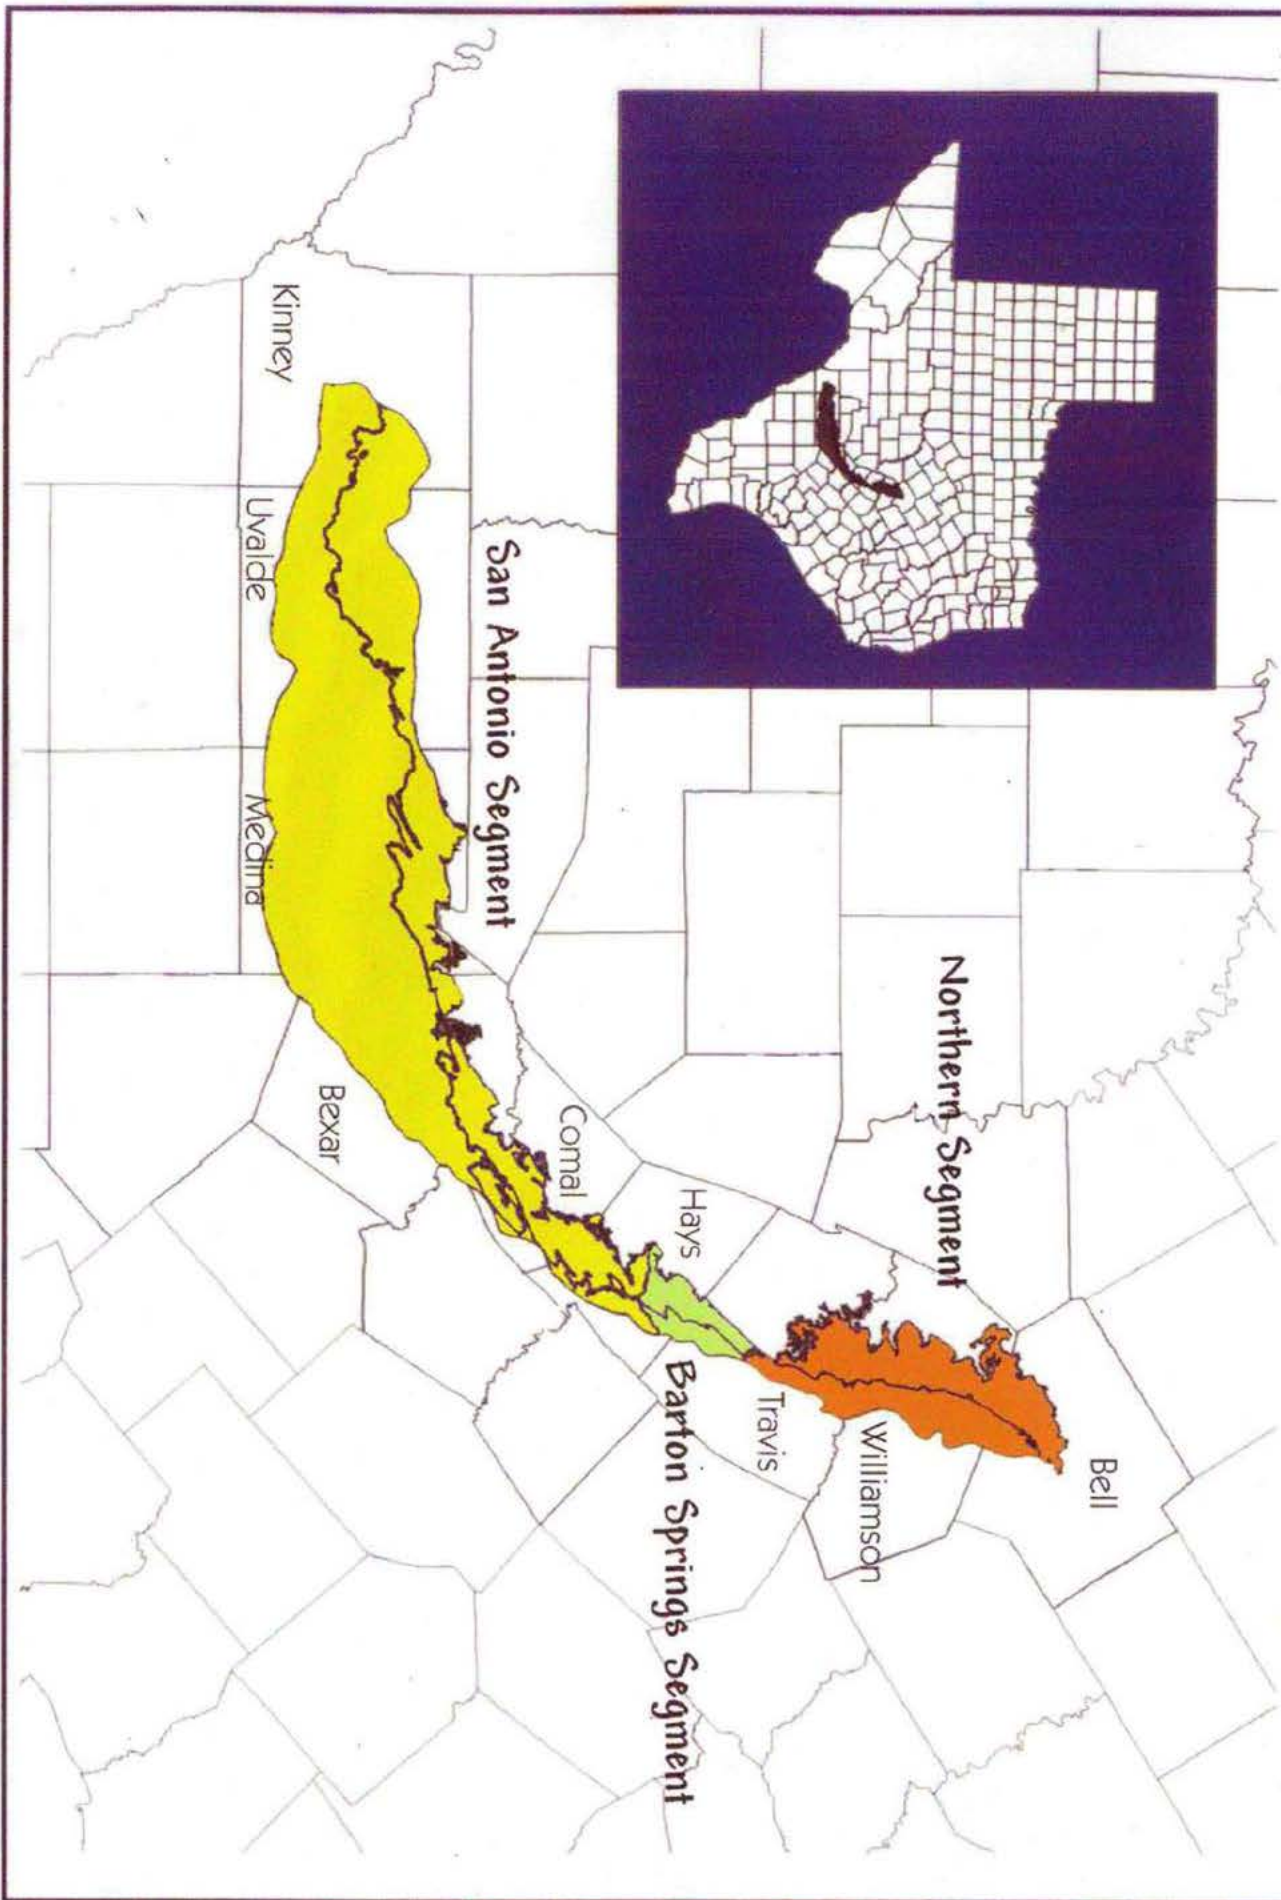 Northern Segment
San Antonio Segment
Barton Springs Segment
Bell
Williamson
Travis
Hays
Comal
Bexar
Medina
Uvalde
Kinney